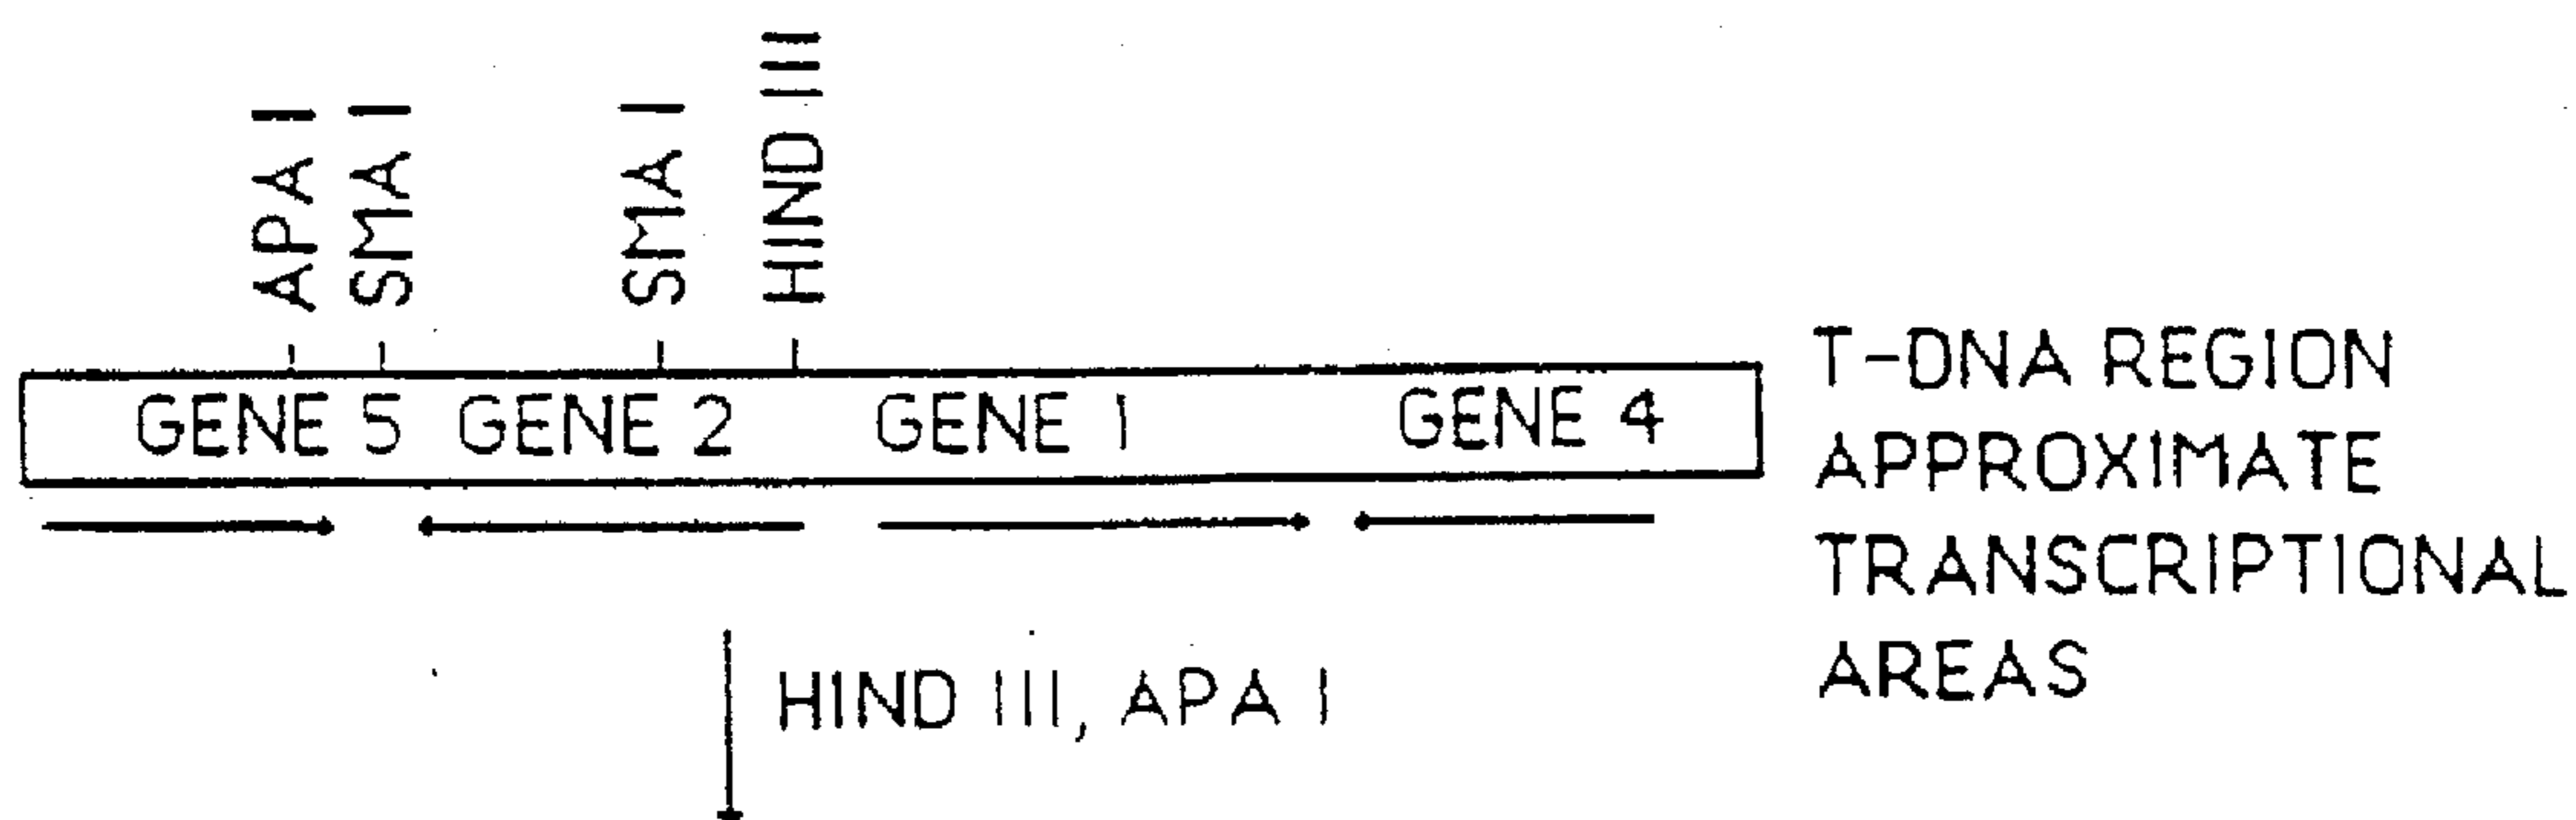 APA I
SMA I
SMA I
HIND III
GENE 5 GENE 2 GENE 1 GENE 4
T-DNA REGION
APPROXIMATE
TRANSCRIPTIONAL
AREAS
HIND III, APA I